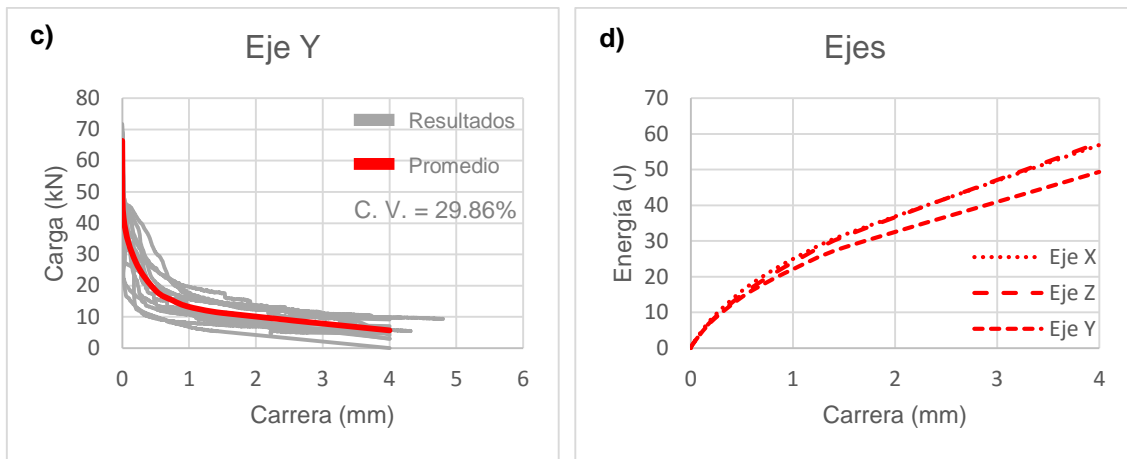 c)
Eje Y
80
70
60
50
40
30
20
10
0
Carga (kN)
Resultados
Promedio
C. V. = 29.86%
0 1 2 3 4 5 6
Carrera (mm)
d)
Ejes
70
60
50
40
30
20
10
0
Energía (J)
Eje X
Eje Z
Eje Y
0 1 2 3 4
Carrera (mm)